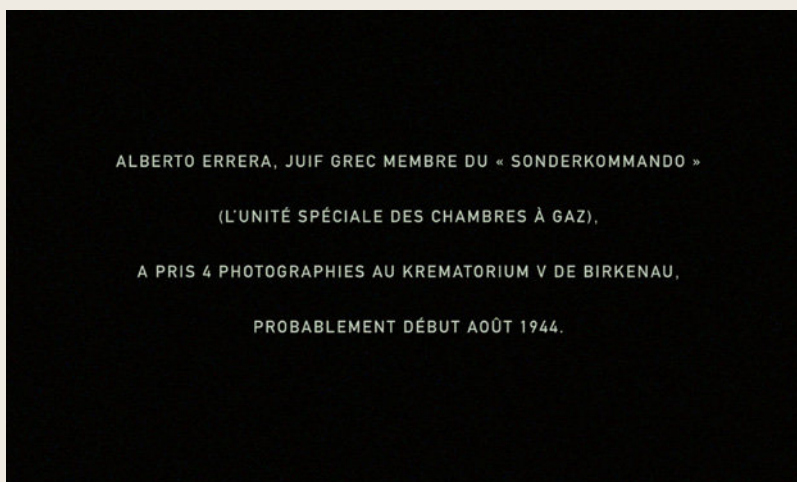 ALBERTO ERRERA, JUIF GREC MEMBRE DU « SONDERKOMMANDO »
(L'UNITÉ SPÉCIALE DES CHAMBRES À GAZ),
A PRIS 4 PHOTOGRAPHIES AU KREMATORIUM V DE BIRKENAU,
PROBABLEMENT DÉBUT AOÛT 1944.